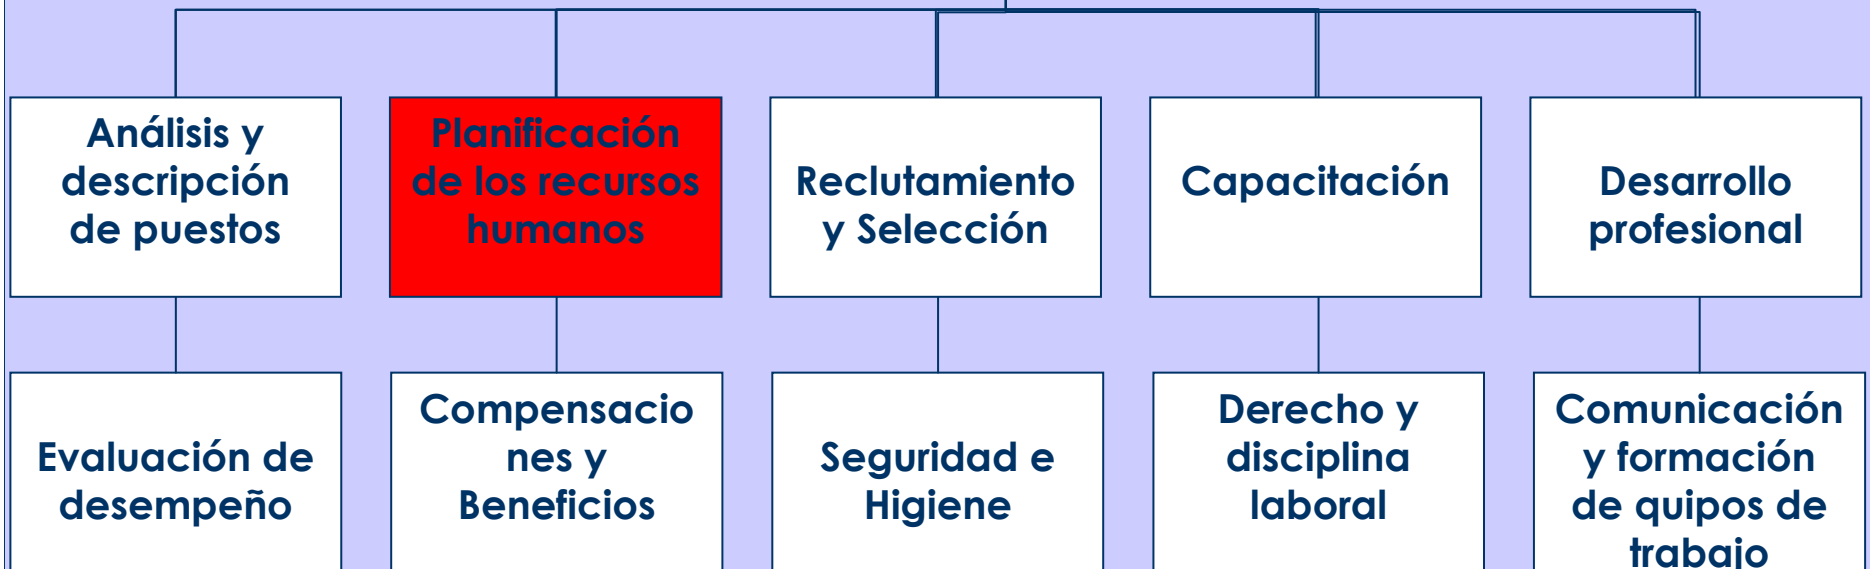 Análisis y
descripción
de puestos
Planificación
de los recursos
humanos
Reclutamiento
y Selección
Capacitación
Desarrollo
profesional
Evaluación de
desempeño
Compensacio
nes y
Beneficios
Seguridad e
Higiene
Derecho y
disciplina
laboral
Comunicación
y formación
de quipos de
trabajo